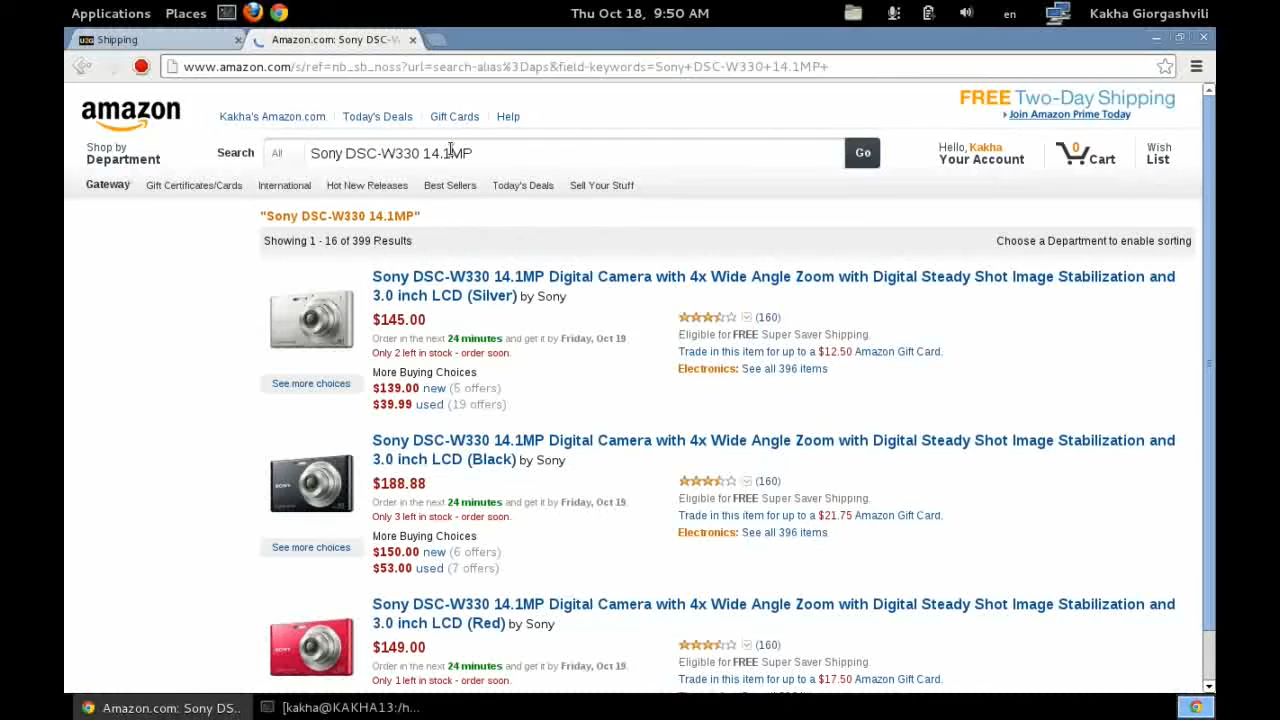 Applications Places Thu Oct 18, 9:50 AM en Kakha Giorgashvili
Shipping Amazon.com: Sony DSC-W
www.amazon.com/s/ref=nb_sb_noss?url=search-alias%3Daps&field-keywords=Sony+DSC-W330+14.1MP+
amazon
Kakha's Amazon.com Today's Deals Gift Cards Help
FREE Two-Day Shipping
Join Amazon Prime Today
Shop by
Department
Search All Sony DSC-W330 14.1MP Go
Hello, Kakha
Your Account
0
Cart
Wish
List
Gateway Gift Certificates/Cards International Hot New Releases Best Sellers Today's Deals Sell Your Stuff
"Sony DSC-W330 14.1MP"
Showing 1 - 16 of 399 Results Choose a Department to enable sorting
Sony DSC-W330 14.1MP Digital Camera with 4x Wide Angle Zoom with Digital Steady Shot Image Stabilization and
3.0 inch LCD (Silver) by Sony
$145.00
Order in the next 24 minutes and get it by Friday, Oct 19.
Only 2 left in stock - order soon.
More Buying Choices
$139.00 new (5 offers)
$39.99 used (19 offers)
(160)
Eligible for FREE Super Saver Shipping.
Trade in this item for up to a $12.50 Amazon Gift Card.
Electronics: See all 396 items
See more choices
Sony DSC-W330 14.1MP Digital Camera with 4x Wide Angle Zoom with Digital Steady Shot Image Stabilization and
3.0 inch LCD (Black) by Sony
$188.88
Order in the next 24 minutes and get it by Friday, Oct 19.
Only 3 left in stock - order soon.
More Buying Choices
$150.00 new (6 offers)
$53.00 used (7 offers)
(160)
Eligible for FREE Super Saver Shipping.
Trade in this item for up to a $21.75 Amazon Gift Card.
Electronics: See all 396 items
SONY
See more choices
Sony DSC-W330 14.1MP Digital Camera with 4x Wide Angle Zoom with Digital Steady Shot Image Stabilization and
3.0 inch LCD (Red) by Sony
$149.00
Order in the next 24 minutes and get it by Friday, Oct 19.
Only 1 left in stock - order soon.
(160)
Eligible for FREE Super Saver Shipping.
Trade in this item for up to a $17.50 Amazon Gift Card.
SONY
Amazon.com: Sony DS... [kakha@KAKHA13:/h...